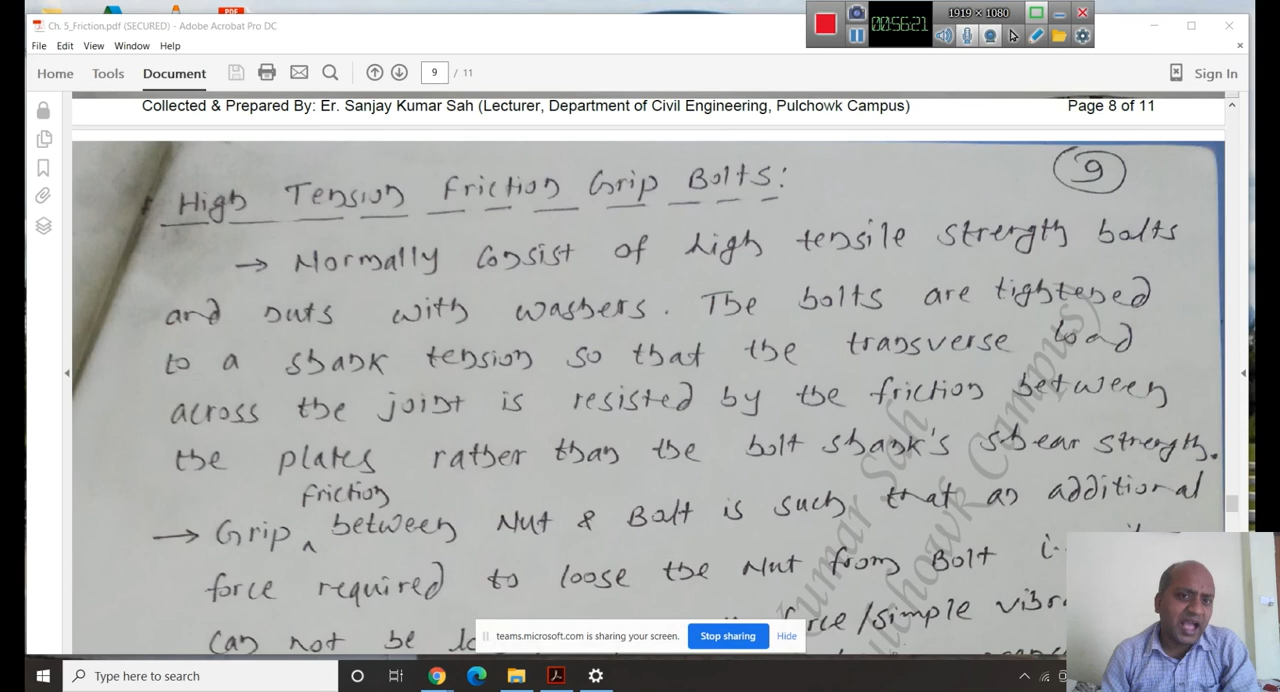 PDF
Ch. 5_Friction.pdf (SECURED) - Adobe Acrobat Pro DC
1919 × 1080
00:56:21
File Edit View Window Help
Home Tools Document
9 / 11
Sign In
Collected & Prepared By: Er. Sanjay Kumar Sah (Lecturer, Department of Civil Engineering, Pulchowk Campus) Page 8 of 11
9
High Tension Friction Grip Bolts:
→ Normally consist of high tensile strength bolts
and nuts with washers. The bolts are tightened
to a shank tension so that the transverse load
across the joint is resisted by the friction between
the plates rather than the bolt shank's shear strength.
friction
→ Grip ^ between Nut & Bolt is such that an additional
force required to loose the Nut from Bolt
can not be
force/simple
Kumar Sah
Pulchowk Campus)
teams.microsoft.com is sharing your screen. Stop sharing Hide
Type here to search